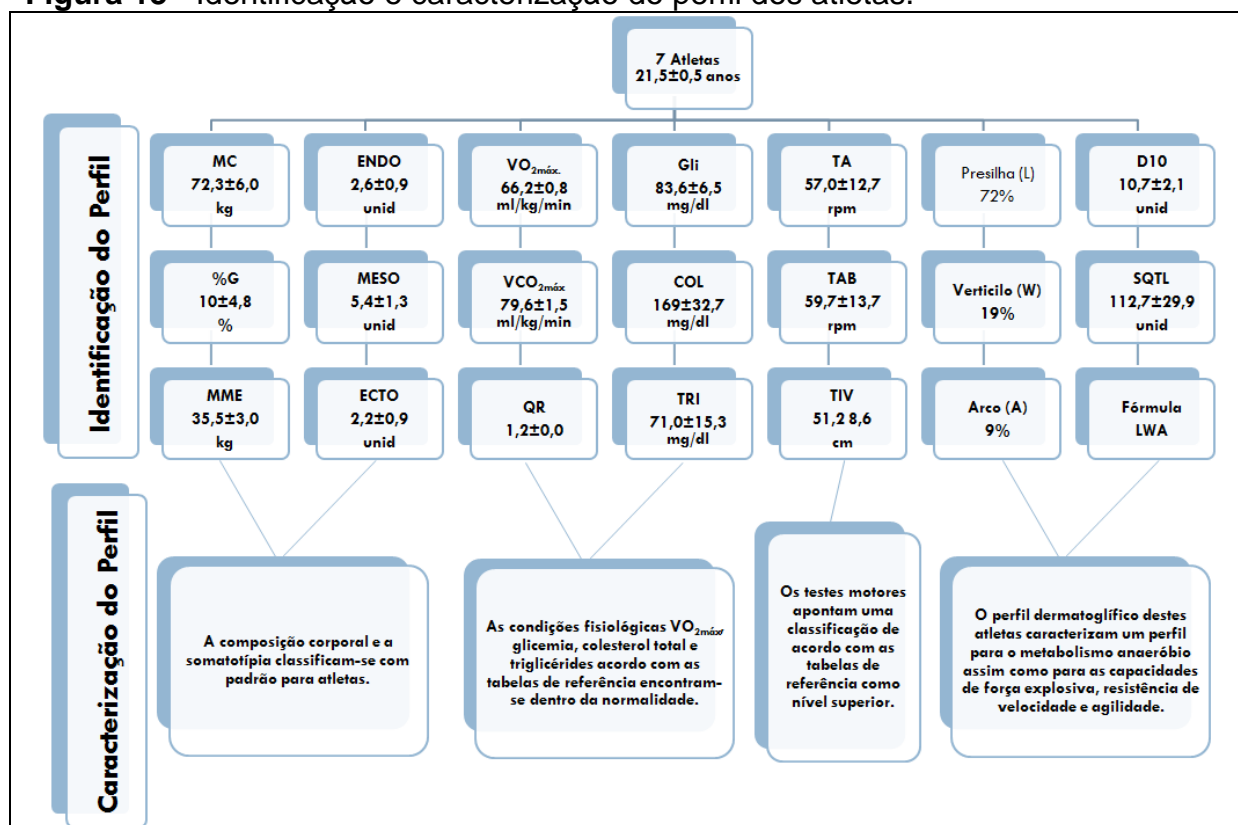 7 Atletas
21,5±0,5 anos
Identificação do Perfil
MC
72,3±6,0
kg
ENDO
2,6±0,9
unid
VO2máx.
66,2±0,8
ml/kg/min
Gli
83,6±6,5
mg/dl
TA
57,0±12,7
rpm
Presilha (L)
72%
D10
10,7±2,1
unid
%G
10±4,8
%
MESO
5,4±1,3
unid
VCO2máx
79,6±1,5
ml/kg/min
COL
169±32,7
mg/dl
TAB
59,7±13,7
rpm
Verticilo (W)
19%
SQTL
112,7±29,9
unid
MME
35,5±3,0
kg
ECTO
2,2±0,9
unid
QR
1,2±0,0
TRI
71,0±15,3
mg/dl
TIV
51,2 8,6
cm
Arco (A)
9%
Fórmula
LWA
Caracterização do Perfil
A composição corporal e a
somatotípia classificam-se com
padrão para atletas.
As condições fisiológicas VO2máx,
glicemia, colesterol total e
triglicérides acordo com as
tabelas de referência encontram-
se dentro da normalidade.
Os testes motores
apontam uma
classificação de
acordo com as
tabelas de
referência como
nível superior.
O perfil dermatoglífico destes
atletas caracterizam um perfil
para o metabolismo anaeróbio
assim como para as capacidades
de força explosiva, resistência de
velocidade e agilidade.